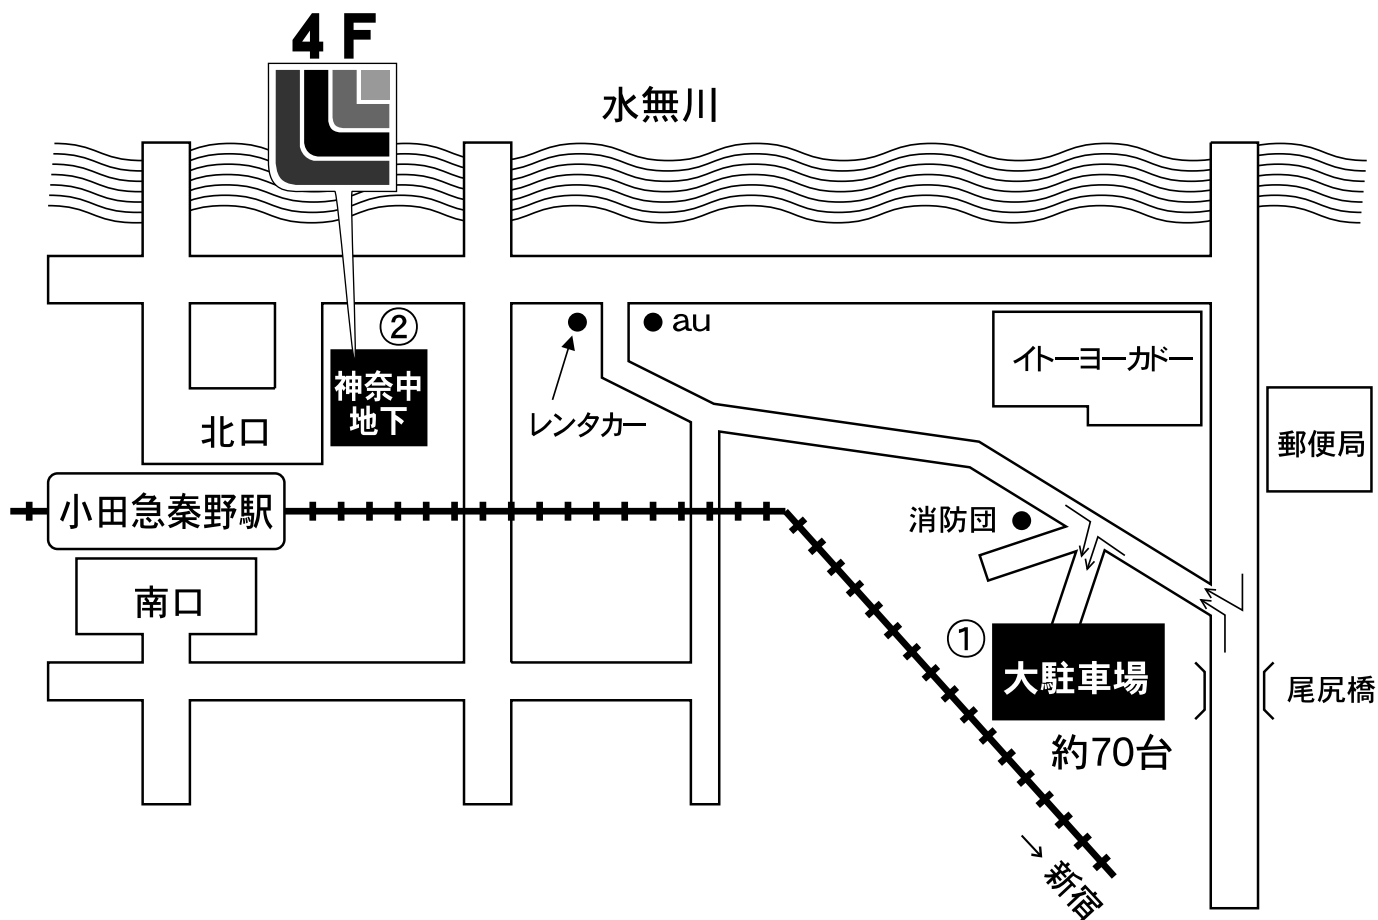 4F
水無川
②
au
イトーヨーカドー
神奈中
地下
レンタカー
北口
郵便局
小田急秦野駅
消防団
南口
①
大駐車場
尾尻橋
約70台
→新宿